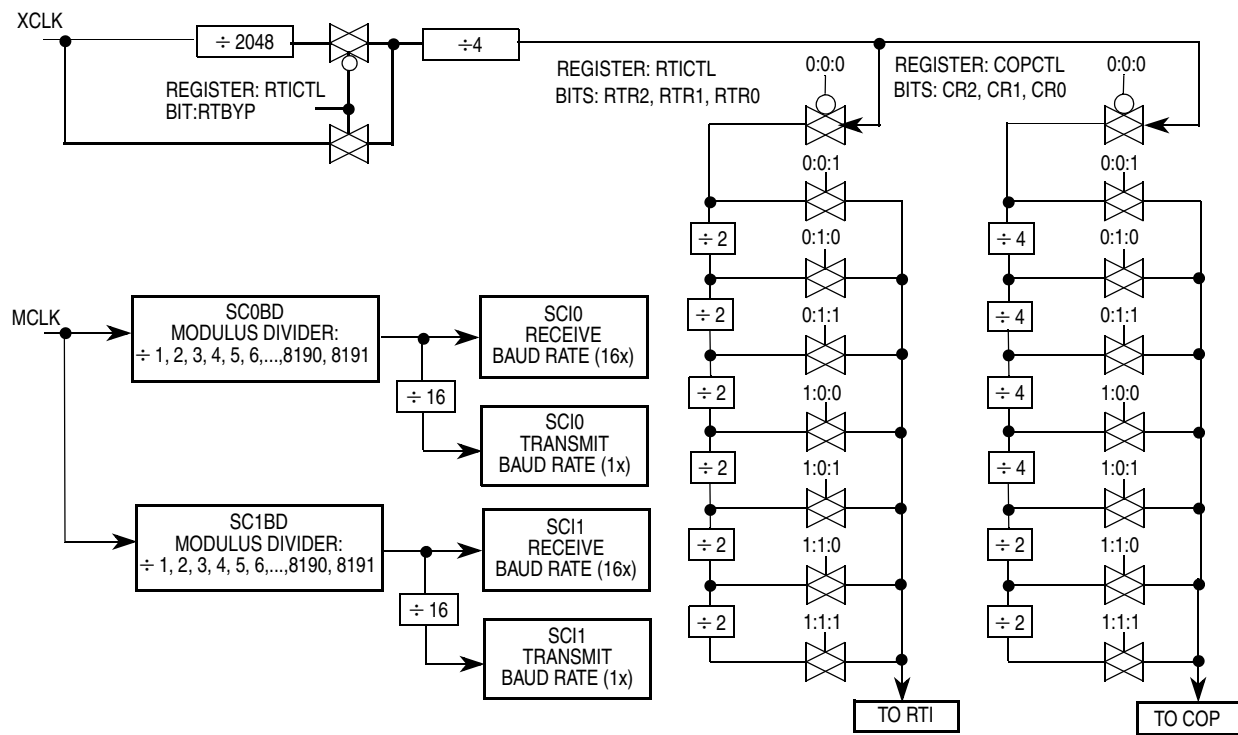 XCLK
÷ 2048
÷4
REGISTER: RTICTL
BIT:RTBYP
REGISTER: RTICTL
BITS: RTR2, RTR1, RTR0
0:0:0
REGISTER: COPCTL
BITS: CR2, CR1, CR0
0:0:0
0:0:1
÷ 2
0:1:0
÷ 2
0:1:1
÷ 2
1:0:0
÷ 2
1:0:1
÷ 2
1:1:0
÷ 2
1:1:1
TO RTI
0:0:1
÷ 4
0:1:0
÷ 4
0:1:1
÷ 4
1:0:0
÷ 4
1:0:1
÷ 2
1:1:0
÷ 2
1:1:1
TO COP
MCLK
SC0BD
MODULUS DIVIDER:
÷ 1, 2, 3, 4, 5, 6,...,8190, 8191
SCI0
RECEIVE
BAUD RATE (16x)
÷ 16
SCI0
TRANSMIT
BAUD RATE (1x)
SC1BD
MODULUS DIVIDER:
÷ 1, 2, 3, 4, 5, 6,...,8190, 8191
SCI1
RECEIVE
BAUD RATE (16x)
÷ 16
SCI1
TRANSMIT
BAUD RATE (1x)